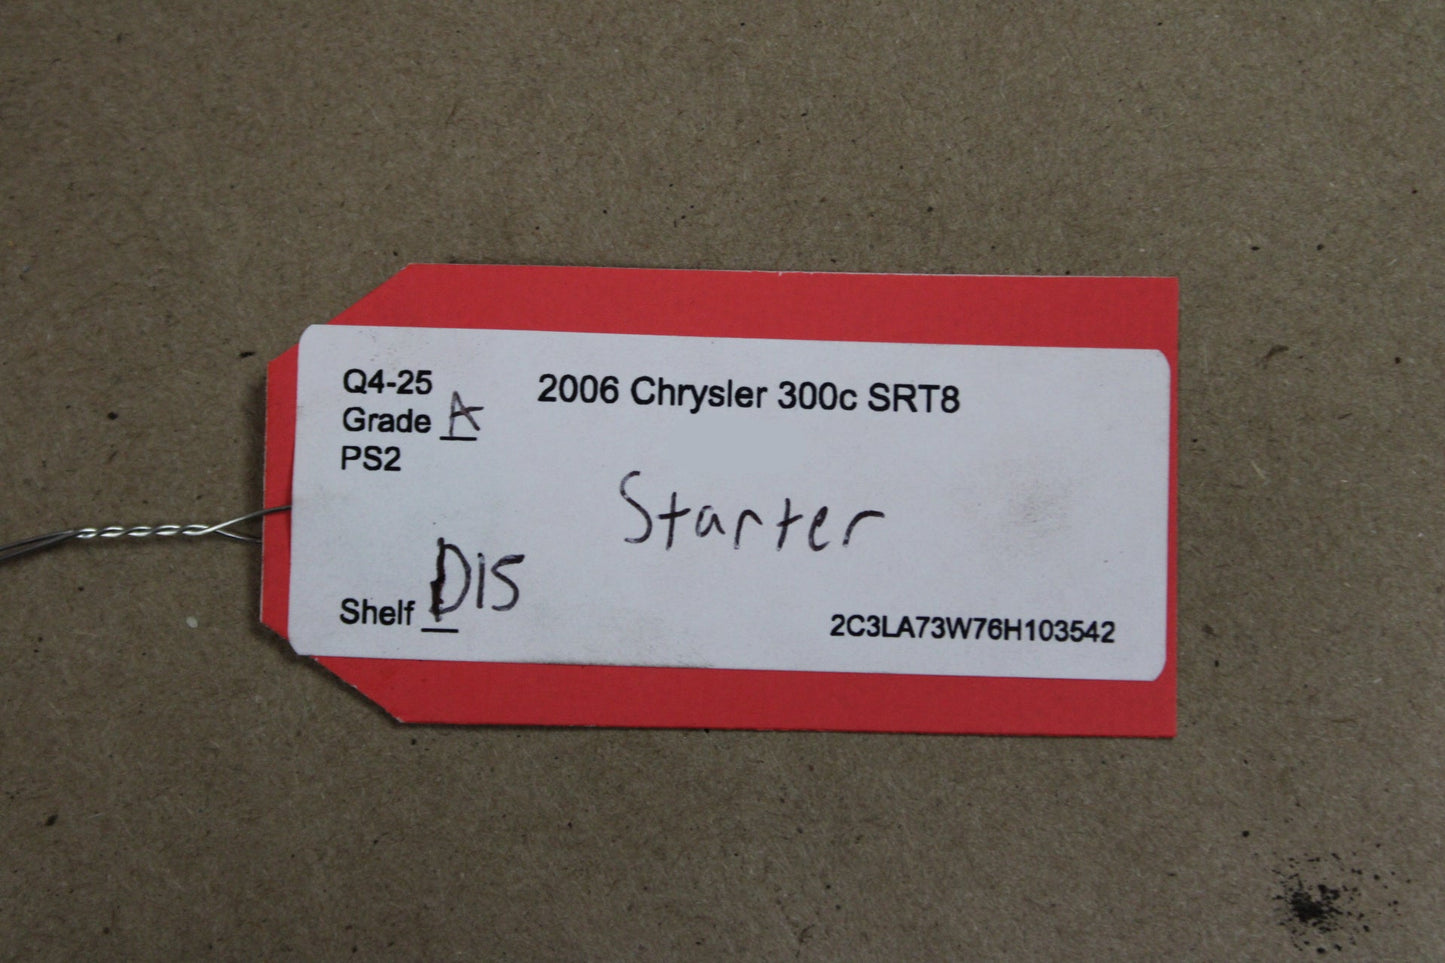 Q4-25
Grade A
PS2
2006 Chrysler 300c SRT8
Starter
Shelf D15
2C3LA73W76H103542